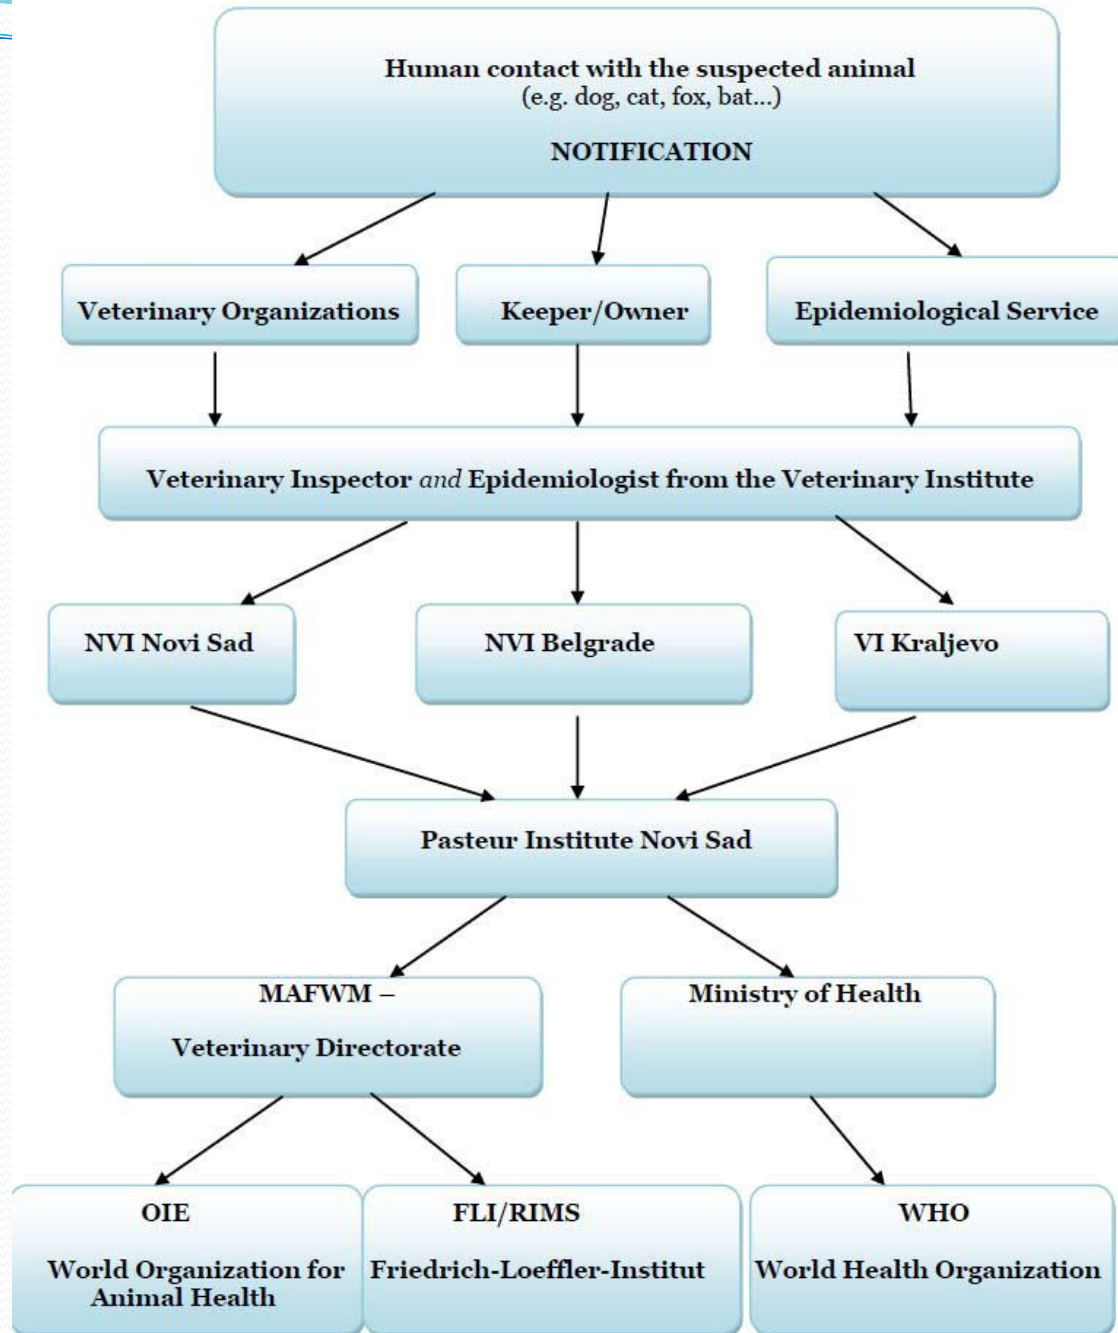 Human contact with the suspected animal
(e.g. dog, cat, fox, bat...)
NOTIFICATION
Veterinary Organizations
Keeper/Owner
Epidemiological Service
Veterinary Inspector and Epidemiologist from the Veterinary Institute
NVI Novi Sad
NVI Belgrade
VI Kraljevo
Pasteur Institute Novi Sad
MAFWM –
Veterinary Directorate
Ministry of Health
OIE
World Organization for
Animal Health
FLI/RIMS
Friedrich-Loeffler-Institut
WHO
World Health Organization